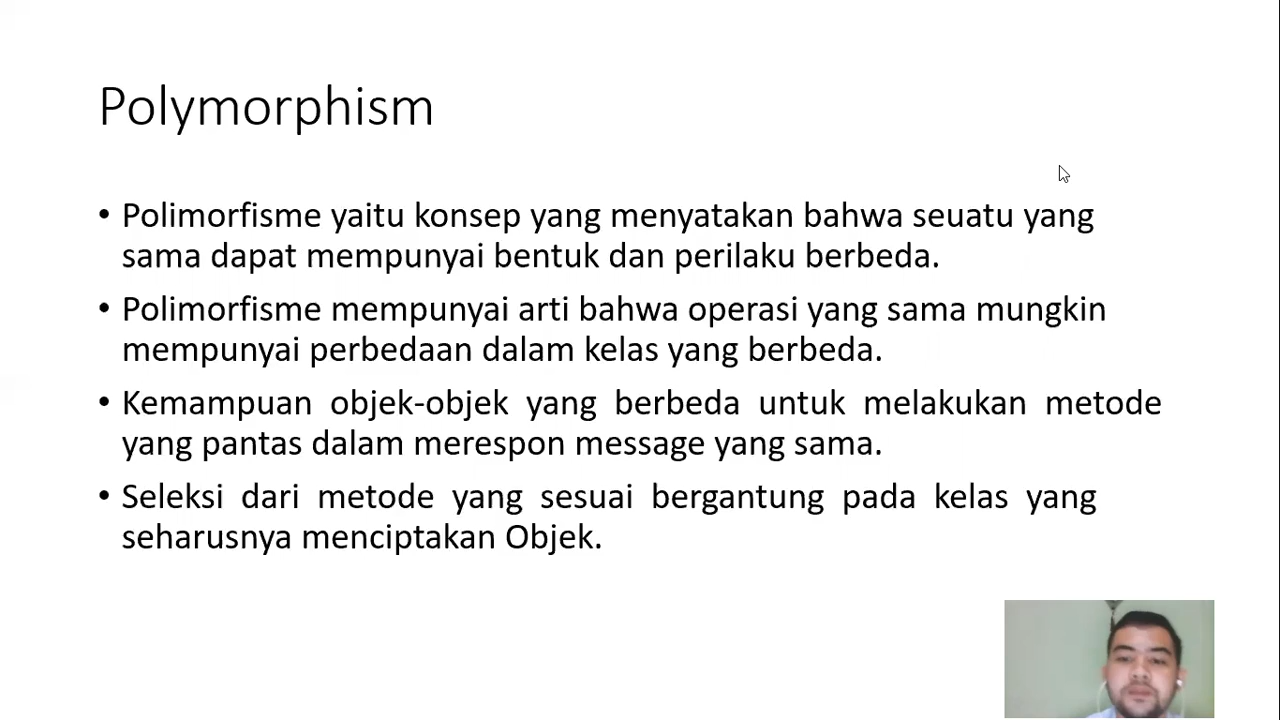 Polymorphism
• Polimorfisme yaitu konsep yang menyatakan bahwa seuatu yang
sama dapat mempunyai bentuk dan perilaku berbeda.
• Polimorfisme mempunyai arti bahwa operasi yang sama mungkin
mempunyai perbedaan dalam kelas yang berbeda.
• Kemampuan objek-objek yang berbeda untuk melakukan metode
yang pantas dalam merespon message yang sama.
• Seleksi dari metode yang sesuai bergantung pada kelas yang
seharusnya menciptakan Objek.